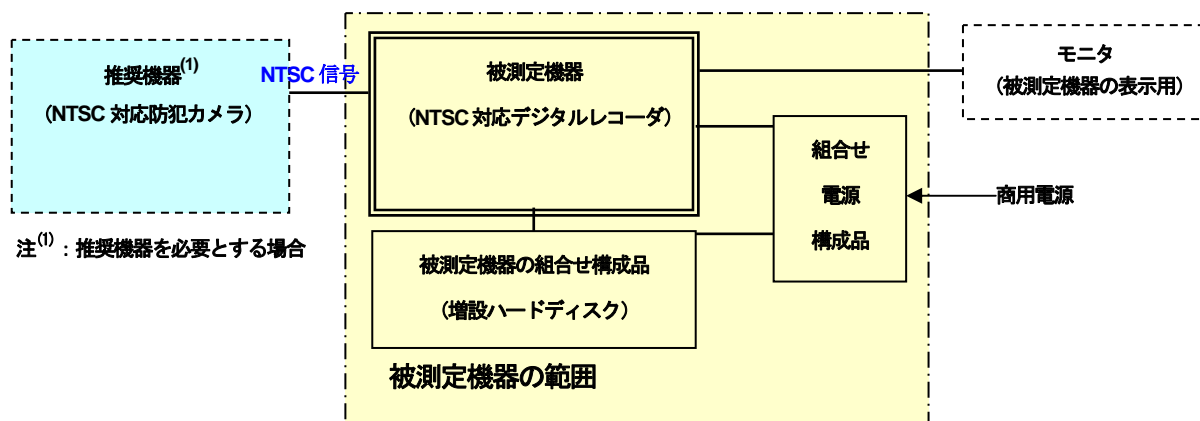 推奨機器(1)
（NTSC 対応防犯カメラ）
NTSC 信号
被測定機器
（NTSC 対応デジタルレコーダ）
モニタ
（被測定機器の表示用）
組合せ
電源
構成品
商用電源
注(1)：推奨機器を必要とする場合
被測定機器の組合せ構成品
（増設ハードディスク）
被測定機器の範囲